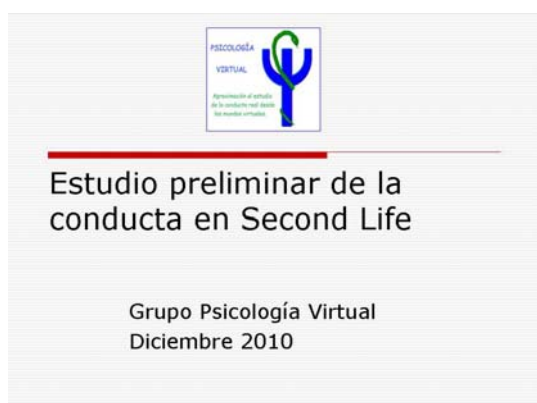 PSICOLOGÍA
VIRTUAL
Aproximación al estudio
de la conducta real desde
los mundos virtuales.
Estudio preliminar de la
conducta en Second Life
Grupo Psicología Virtual
Diciembre 2010